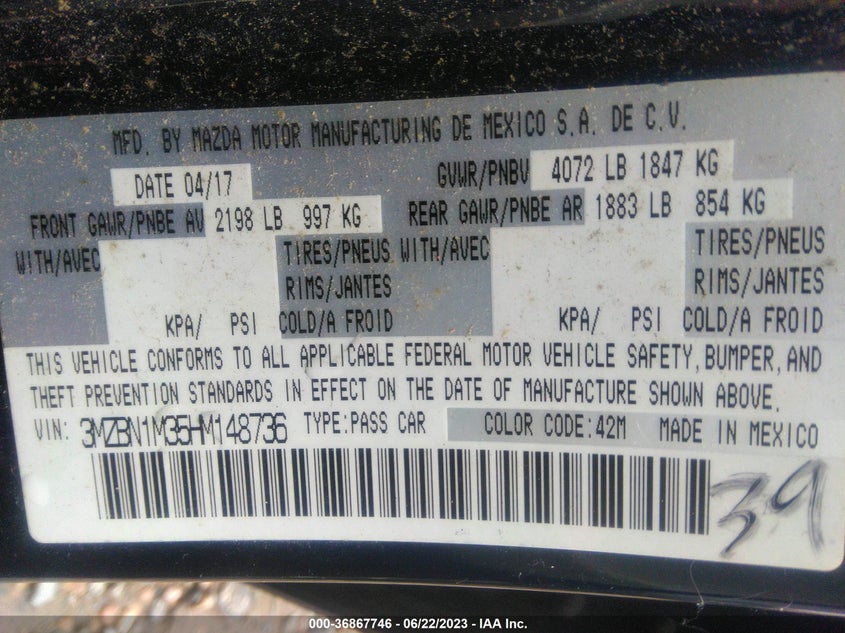 MFD. BY MAZDA MOTOR MANUFACTURING DE MEXICO S.A. DE C.V.
DATE 04/17 GVWR/PNBV 4072 LB 1847 KG
FRONT GAWR/PNBE AV 2198 LB 997 KG REAR GAWR/PNBE AR 1883 LB 854 KG
WITH/AVEC TIRES/PNEUS WITH/AVEC TIRES/PNEUS
RIMS/JANTES RIMS/JANTES
KPA/ PSI COLD/A FROID KPA/ PSI COLD/A FROID
THIS VEHICLE CONFORMS TO ALL APPLICABLE FEDERAL MOTOR VEHICLE SAFETY, BUMPER, AND
THEFT PREVENTION STANDARDS IN EFFECT ON THE DATE OF MANUFACTURE SHOWN ABOVE.
VIN: 3MZBN1M35HM148736 TYPE:PASS CAR COLOR CODE:42M MADE IN MEXICO
39
000-36867746 - 06/22/2023 - IAA Inc.